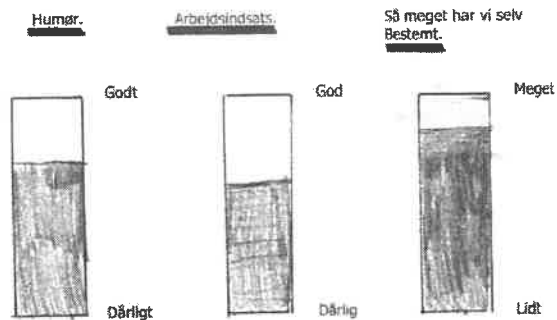 Humør.
Arbejdsindsats.
Så meget har vi selv
Bestemt.
Godt
God
Meget
Dårligt
Dårlig
Lidt